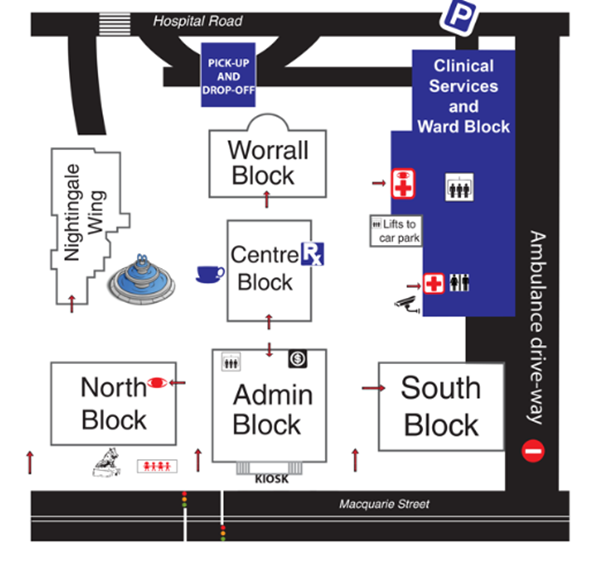 Hospital Road
P
PICK-UP
AND
DROP-OFF
Clinical
Services
and
Ward Block
Worrall
Block
Nightingale
Wing
Lifts to
car park
Centre
Block
Rx
Ambulance drive-way
North
Block
Admin
Block
$
South
Block
KIOSK
Macquarie Street